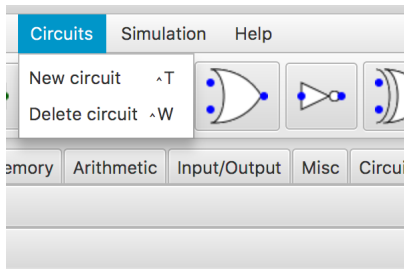 Circuits Simulation Help
New circuit ^T
Delete circuit ^W
emory Arithmetic Input/Output Misc Circui